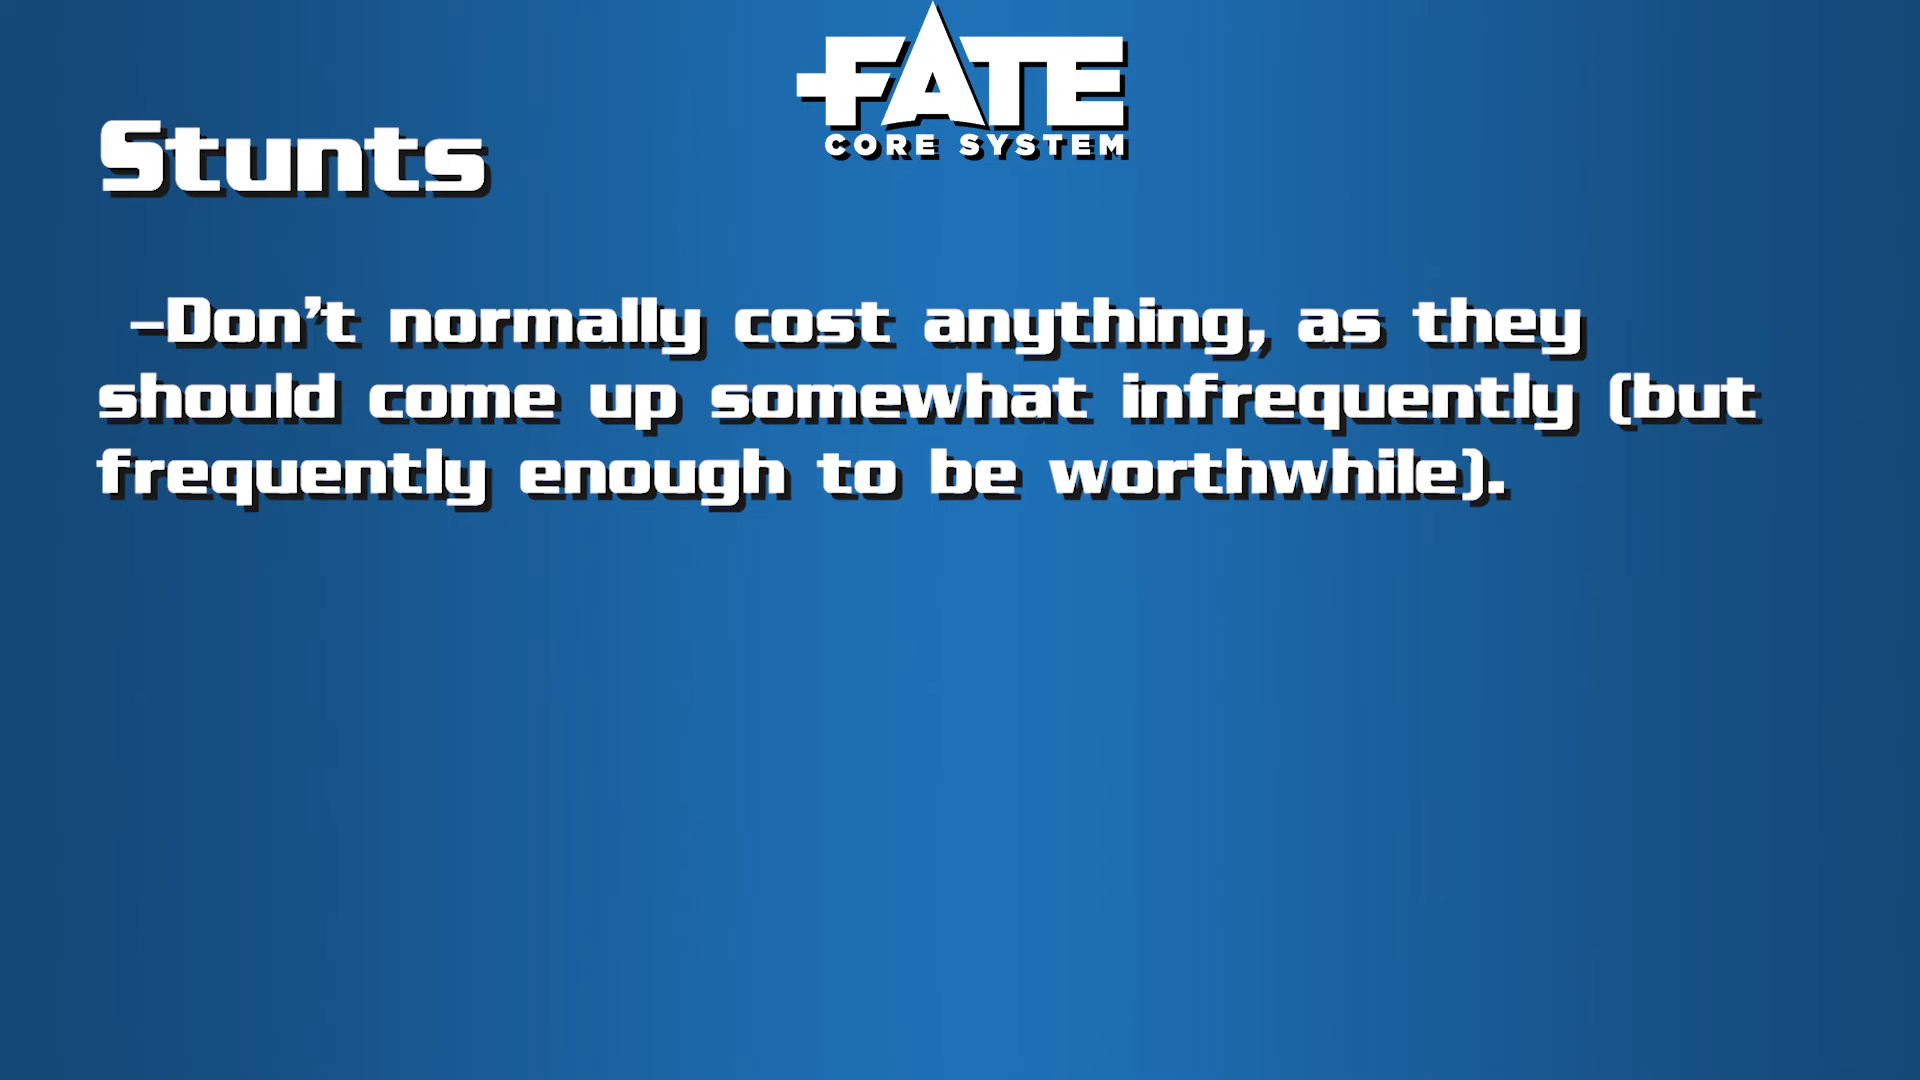 FATE
CORE SYSTEM
Stunts
-Don't normally cost anything, as they
should come up somewhat infrequently (but
frequently enough to be worthwhile).